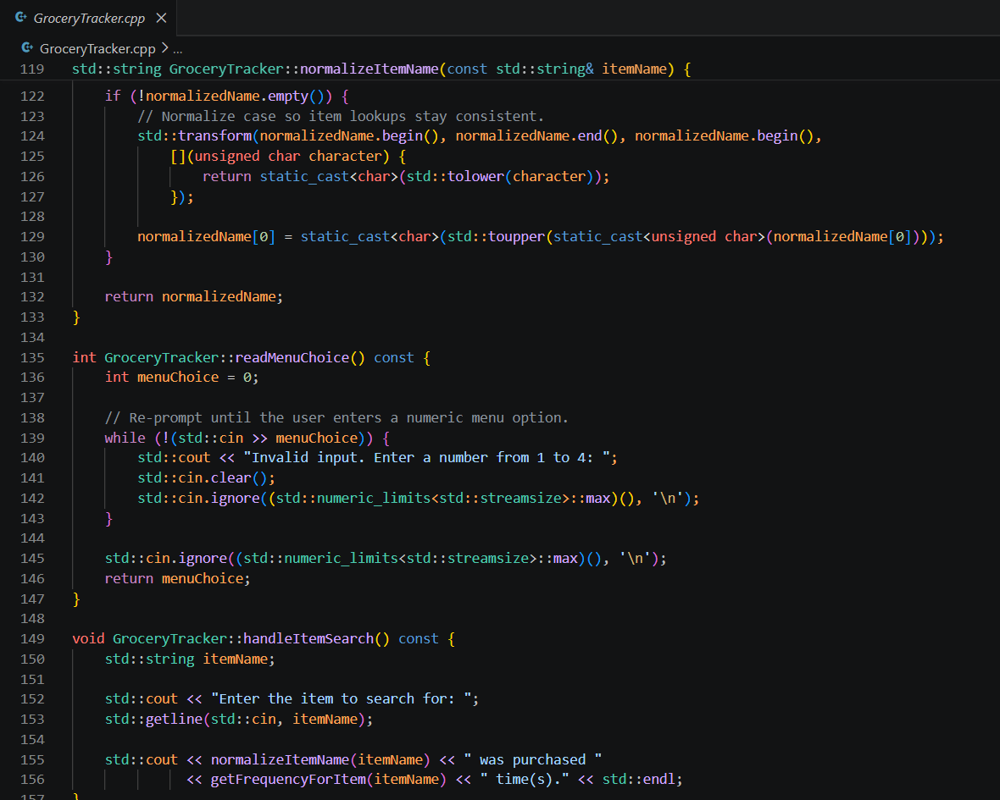 GroceryTracker.cpp
GroceryTracker.cpp > ...
119 std::string GroceryTracker::normalizeItemName(const std::string& itemName) {
122     if (!normalizedName.empty()) {
123         // Normalize case so item lookups stay consistent.
124         std::transform(normalizedName.begin(), normalizedName.end(), normalizedName.begin(),
125             [](unsigned char character) {
126                 return static_cast<char>(std::tolower(character));
127             });
128
129         normalizedName[0] = static_cast<char>(std::toupper(static_cast<unsigned char>(normalizedName[0])));
130     }
131
132     return normalizedName;
133 }
134
135 int GroceryTracker::readMenuChoice() const {
136     int menuChoice = 0;
137
138     // Re-prompt until the user enters a numeric menu option.
139     while (!(std::cin >> menuChoice)) {
140         std::cout << "Invalid input. Enter a number from 1 to 4: ";
141         std::cin.clear();
142         std::cin.ignore((std::numeric_limits<std::streamsize>::max)(), '\n');
143     }
144
145     std::cin.ignore((std::numeric_limits<std::streamsize>::max)(), '\n');
146     return menuChoice;
147 }
148
149 void GroceryTracker::handleItemSearch() const {
150     std::string itemName;
151
152     std::cout << "Enter the item to search for: ";
153     std::getline(std::cin, itemName);
154
155     std::cout << normalizeItemName(itemName) << " was purchased "
156               << getFrequencyForItem(itemName) << " time(s)." << std::endl;
157 }